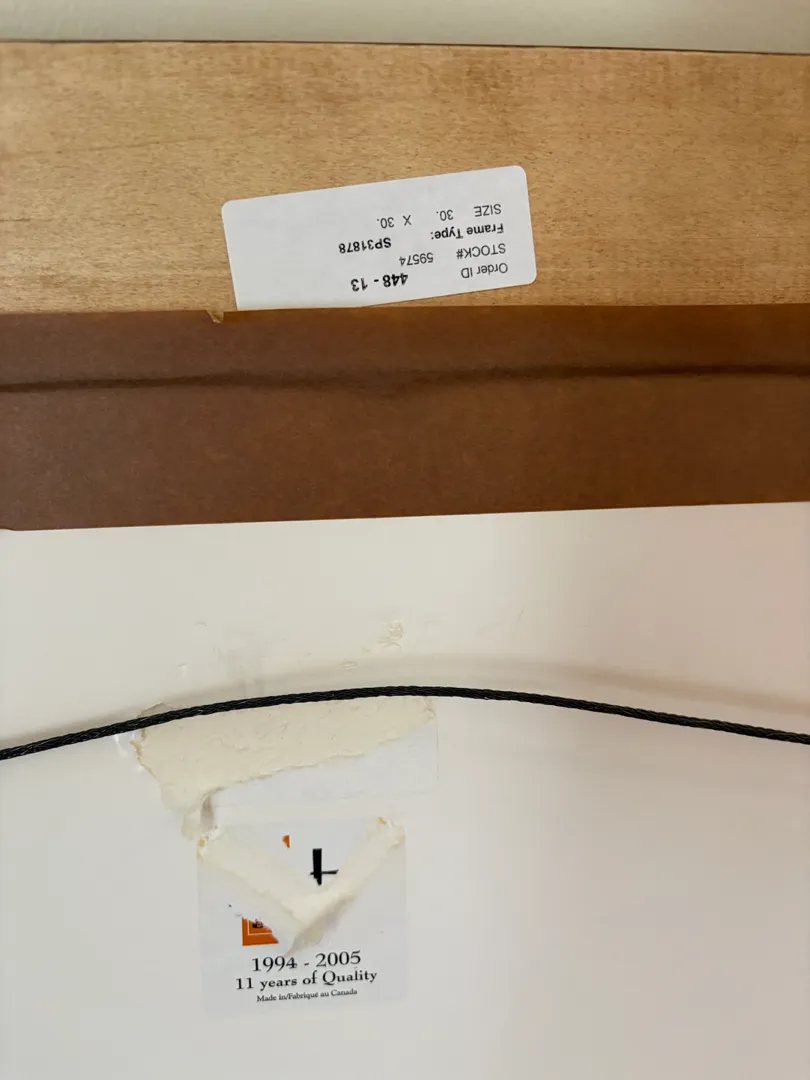 Order ID 448 - 13
STOCK# 59574
Frame Type: SP31878
SIZE 30. X 30.
1994 - 2005
11 years of Quality
Made in/Fabriqué au Canada